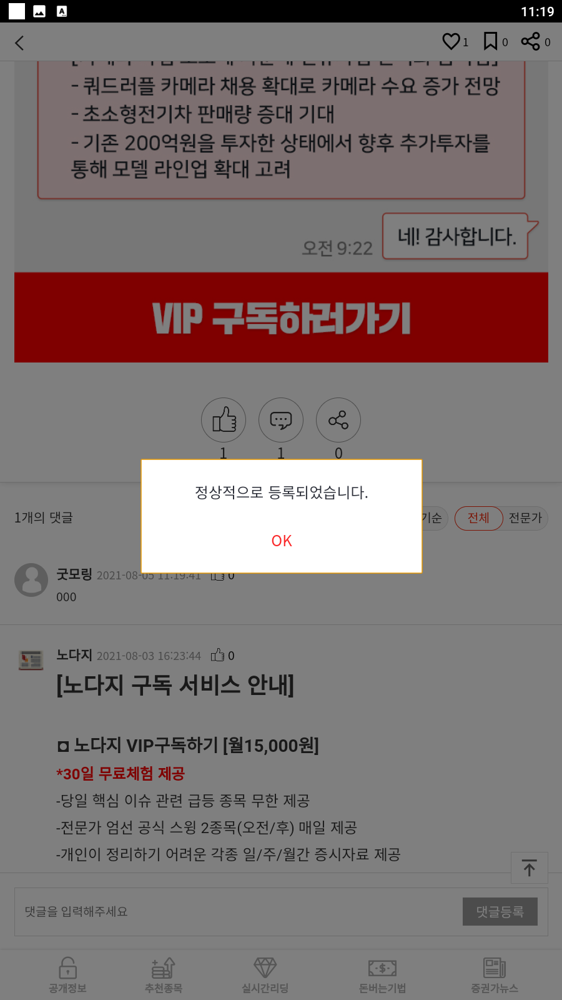 11:19
1
0
0
- 쿼드러플 카메라 채용 확대로 카메라 수요 증가 전망
- 초소형전기차 판매량 증대 기대
- 기존 200억원을 투자한 상태에서 향후 추가투자를
통해 모델 라인업 확대 고려
네! 감사합니다.
오전 9:22
VIP 구독하러가기
1
1
0
정상적으로 등록되었습니다.
OK
1개의 댓글
기순
전체
전문가
굿모링 2021-08-05 11:19:41 0
000
노다지 2021-08-03 16:23:44 0
[노다지 구독 서비스 안내]
◘ 노다지 VIP구독하기 [월15,000원]
*30일 무료체험 제공
-당일 핵심 이슈 관련 급등 종목 무한 제공
-전문가 엄선 공식 스윙 2종목(오전/후) 매일 제공
-개인이 정리하기 어려운 각종 일/주/월간 증시자료 제공
댓글을 입력해주세요
댓글등록
공개정보
추천종목
실시간리딩
돈버는기법
증권가뉴스